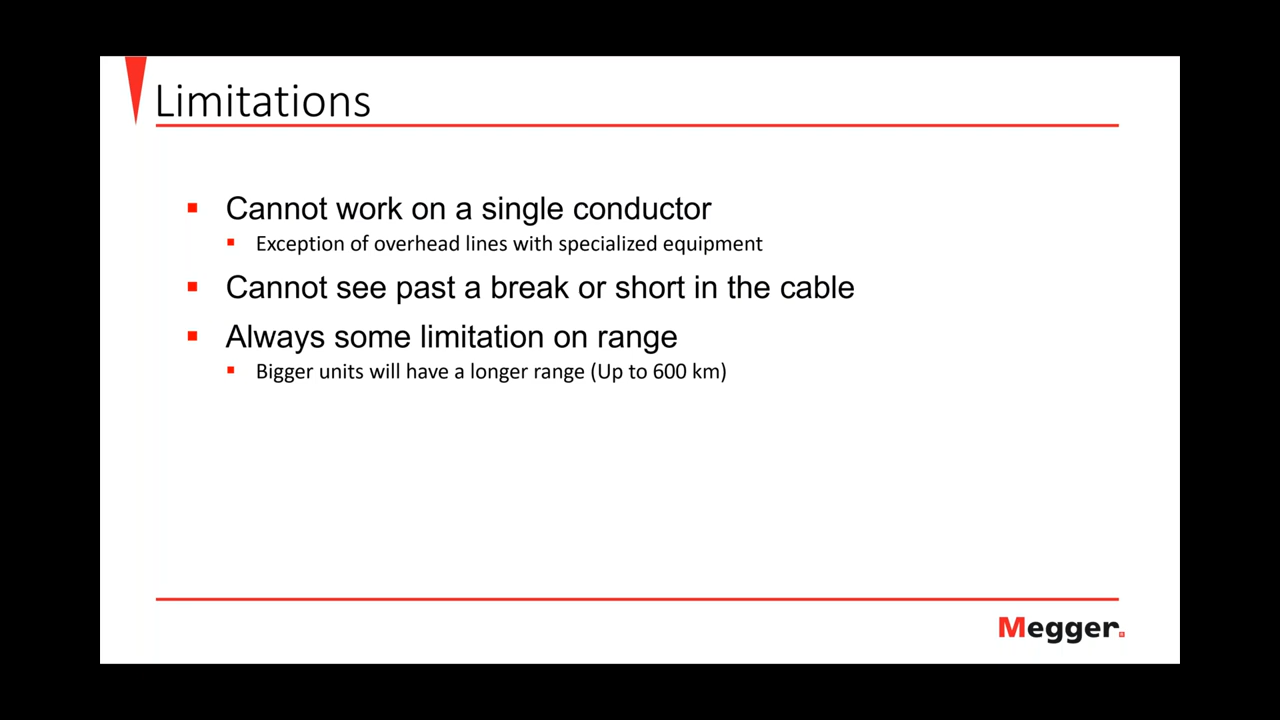 Limitations
Cannot work on a single conductor
Exception of overhead lines with specialized equipment
Cannot see past a break or short in the cable
Always some limitation on range
Bigger units will have a longer range (Up to 600 km)
Megger.